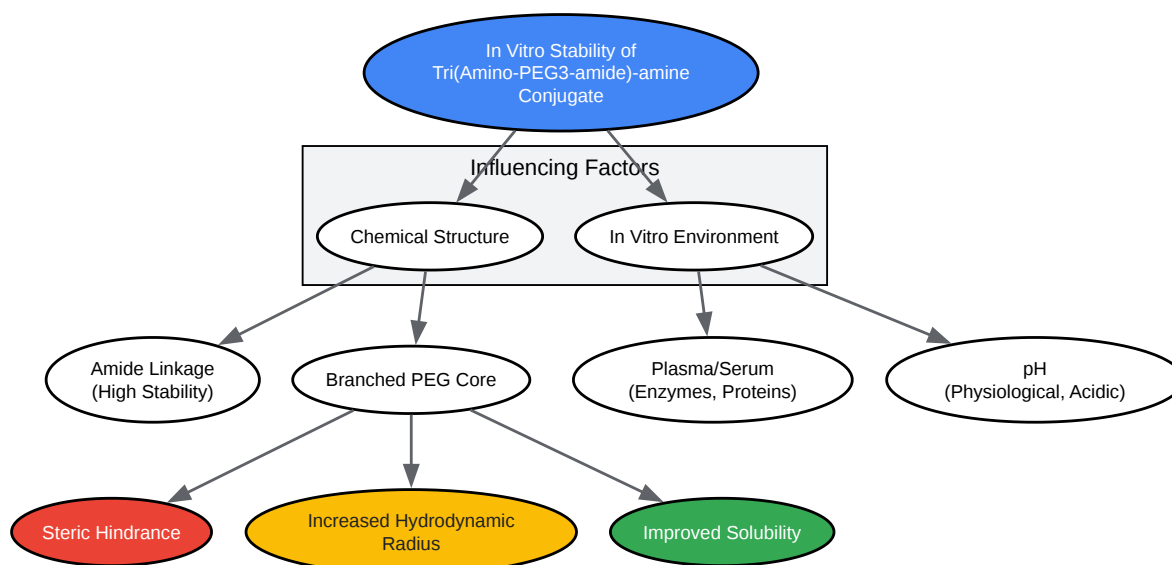 In Vitro Stability of
Tri(Amino-PEG3-amide)-amine
Conjugate
Influencing Factors
Chemical Structure
In Vitro Environment
Amide Linkage
(High Stability)
Branched PEG Core
Plasma/Serum
(Enzymes, Proteins)
pH
(Physiological, Acidic)
Steric Hindrance
Increased Hydrodynamic
Radius
Improved Solubility